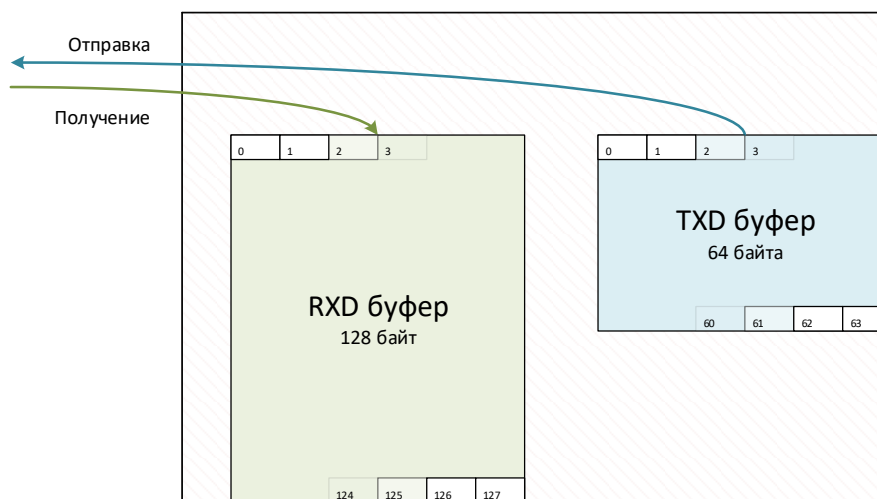 Отправка
Получение
0 1 2 3
0 1 2 3
TXD буфер
64 байта
RXD буфер
128 байт
60 61 62 63
124 125 126 127